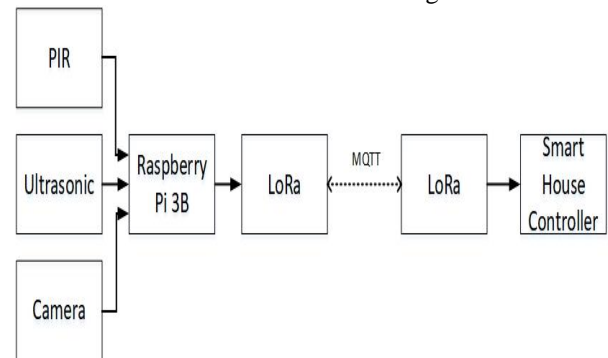 g
PIR
Ultrasonic
Camera
Raspberry
Pi 3B
LoRa
MQTT
LoRa
Smart
House
Controller